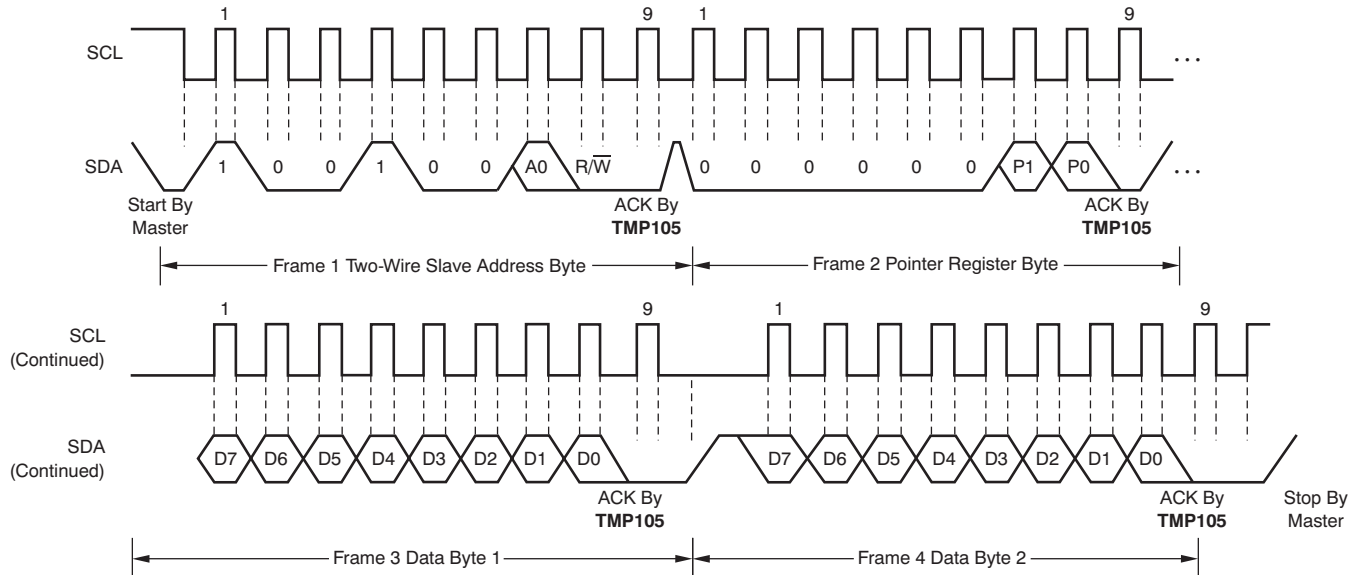 1 9 1 9
SCL ...
SDA 1 0 0 1 0 0 A0 R/W̅ 0 0 0 0 0 0 P1 P0 ...
Start By Master
ACK By TMP105
ACK By TMP105
Frame 1 Two-Wire Slave Address Byte
Frame 2 Pointer Register Byte
1 9 1 9
SCL (Continued)
SDA (Continued)
D7 D6 D5 D4 D3 D2 D1 D0 D7 D6 D5 D4 D3 D2 D1 D0
ACK By TMP105
ACK By TMP105
Stop By Master
Frame 3 Data Byte 1
Frame 4 Data Byte 2